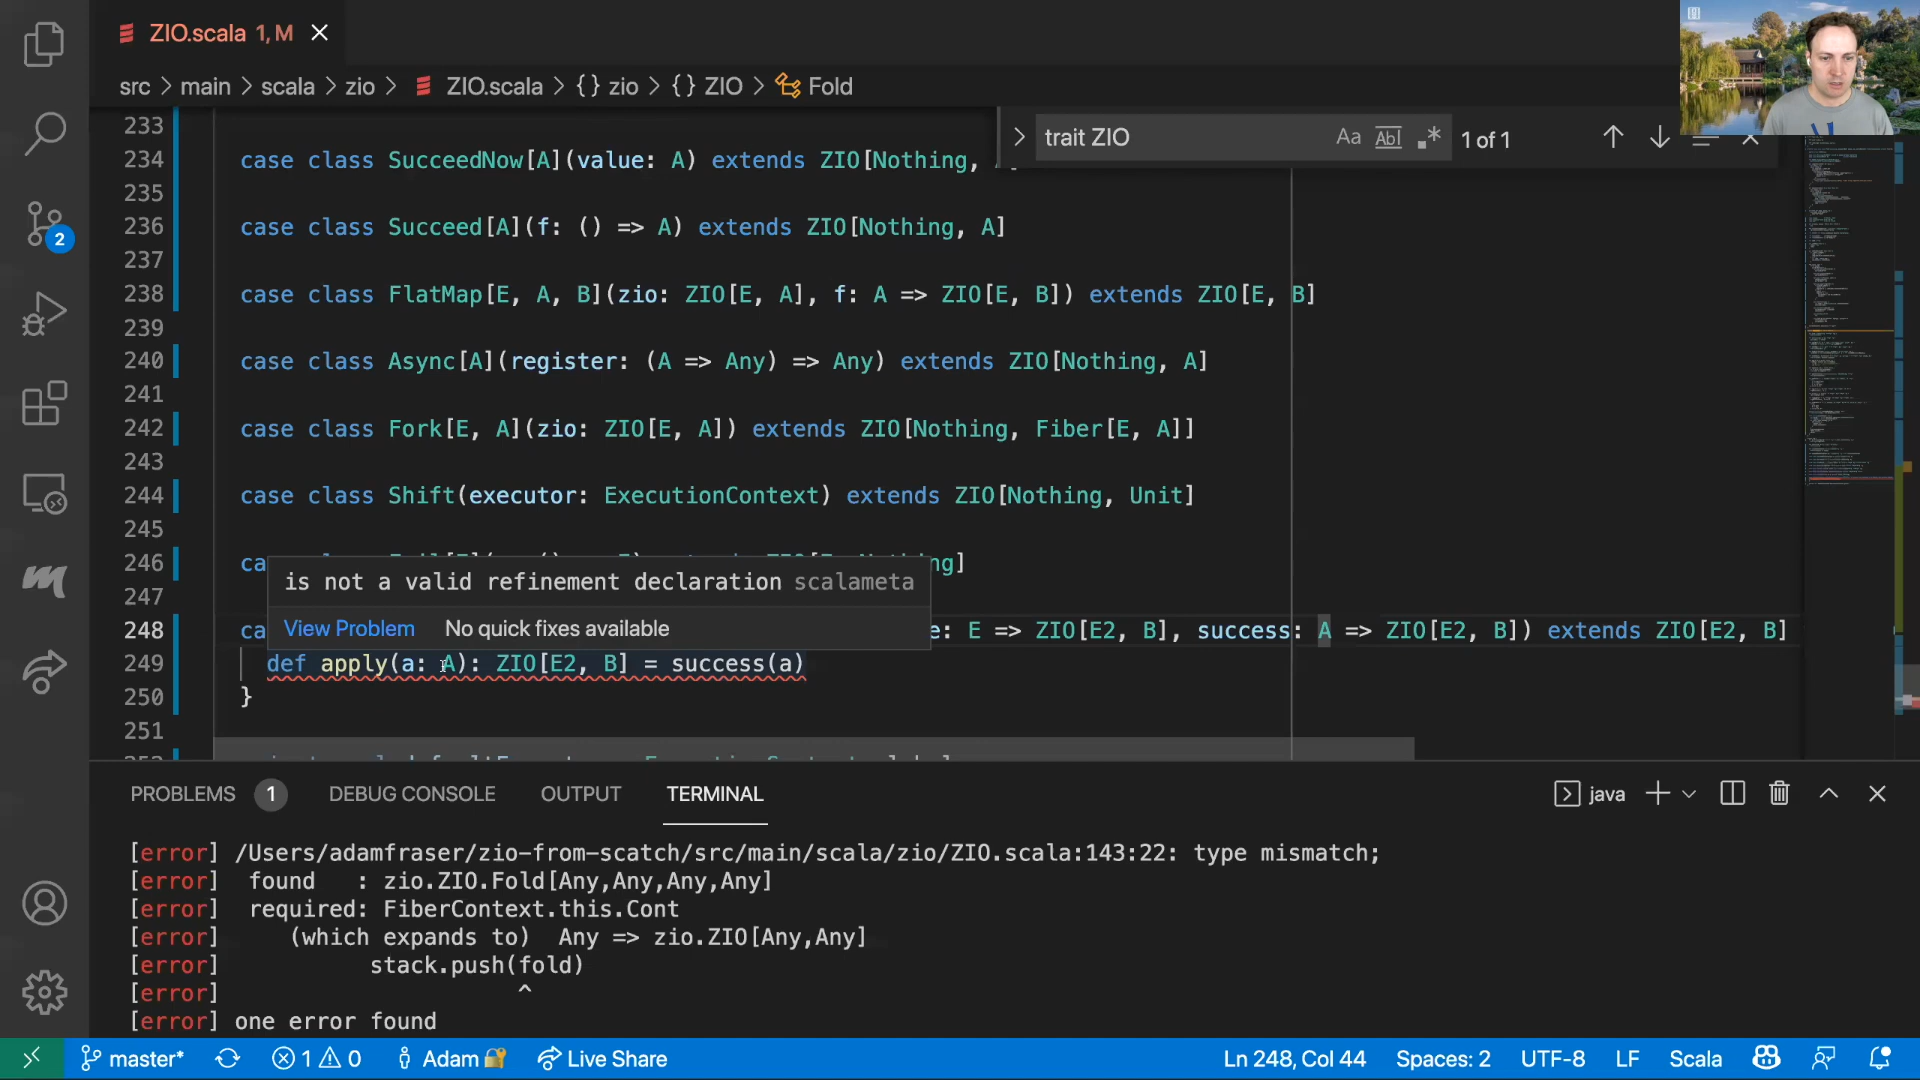 ZIO.scala 1, M
src > main > scala > zio > ZIO.scala > {} zio > {} ZIO > Fold
trait ZIO
Aa Abl .* 1 of 1
233
234 case class SucceedNow[A](value: A) extends ZIO[Nothing,
235
236 case class Succeed[A](f: () => A) extends ZIO[Nothing, A]
237
238 case class FlatMap[E, A, B](zio: ZIO[E, A], f: A => ZIO[E, B]) extends ZIO[E, B]
239
240 case class Async[A](register: (A => Any) => Any) extends ZIO[Nothing, A]
241
242 case class Fork[E, A](zio: ZIO[E, A]) extends ZIO[Nothing, Fiber[E, A]]
243
244 case class Shift(executor: ExecutionContext) extends ZIO[Nothing, Unit]
245
246 ca ng]
is not a valid refinement declaration scalameta
247
View Problem No quick fixes available
248 ca e: E => ZIO[E2, B], success: A => ZIO[E2, B]) extends ZIO[E2, B]
249 def apply(a: A): ZIO[E2, B] = success(a)
250 }
251
2
PROBLEMS 1 DEBUG CONSOLE OUTPUT TERMINAL
java
[error] /Users/adamfraser/zio-from-scatch/src/main/scala/zio/ZIO.scala:143:22: type mismatch;
[error] found : zio.ZIO.Fold[Any,Any,Any,Any]
[error] required: FiberContext.this.Cont
[error] (which expands to) Any => zio.ZIO[Any,Any]
[error] stack.push(fold)
[error] ^
[error] one error found
master* 1 0 Adam Live Share
Ln 248, Col 44 Spaces: 2 UTF-8 LF Scala